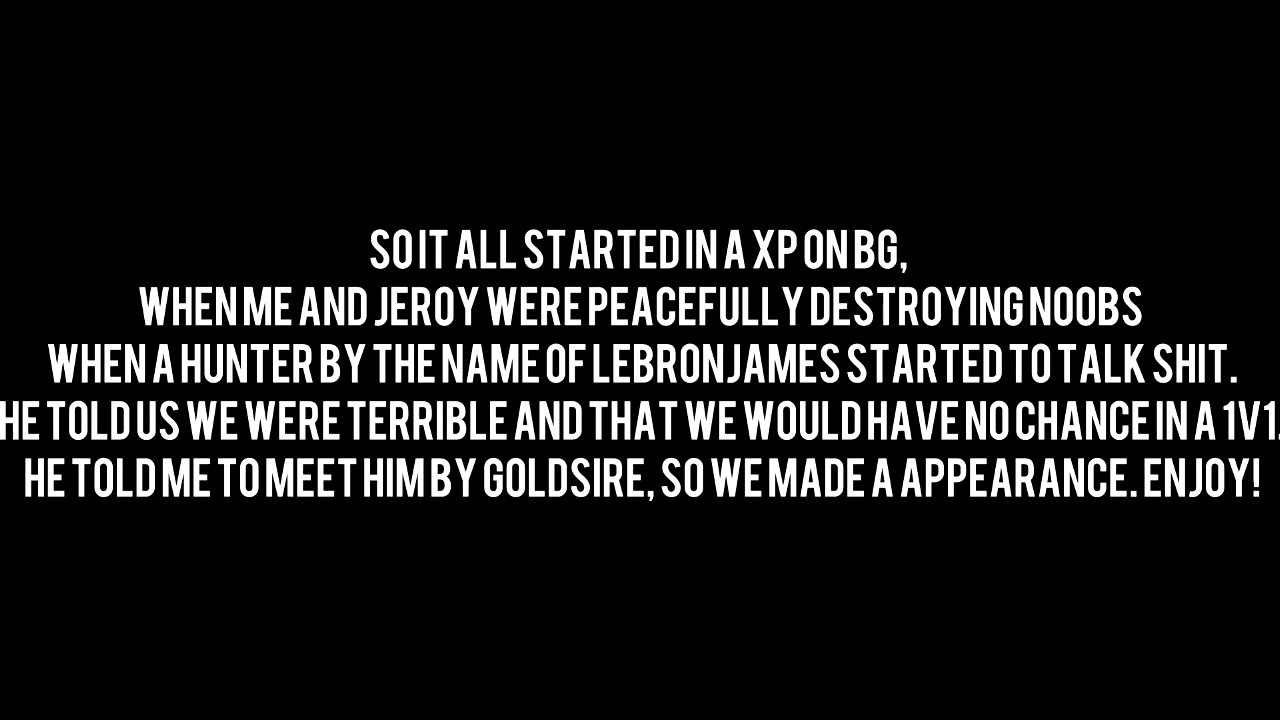 SO IT ALL STARTED IN A XP ON BG,
WHEN ME AND JEROY WERE PEACEFULLY DESTROYING NOOBS
WHEN A HUNTER BY THE NAME OF LEBRONJAMES STARTED TO TALK SHIT.
HE TOLD US WE WERE TERRIBLE AND THAT WE WOULD HAVE NO CHANCE IN A 1V1.
HE TOLD ME TO MEET HIM BY GOLDSIRE, SO WE MADE A APPEARANCE. ENJOY!